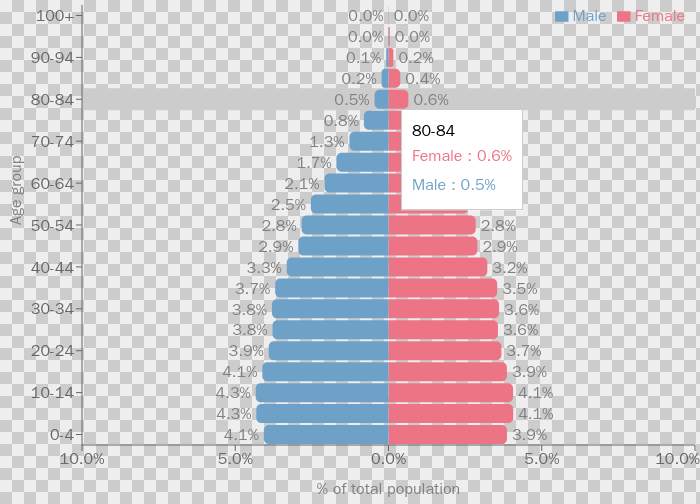 100+ 0.0% 0.0% Male Female
0.0% 0.0%
90-94 0.1% 0.2%
0.2% 0.4%
80-84 0.5% 0.6%
0.8%
80-84
70-74 1.3%
Female : 0.6%
1.7%
60-64 2.1%
Male : 0.5%
2.5%
50-54 2.8% 2.8%
2.9% 2.9%
40-44 3.3% 3.2%
3.7% 3.5%
30-34 3.8% 3.6%
3.8% 3.6%
20-24 3.9% 3.7%
4.1% 3.9%
10-14 4.3% 4.1%
4.3% 4.1%
0-4 4.1% 3.9%
Age group
10.0% 5.0% 0.0% 5.0% 10.0%
% of total population